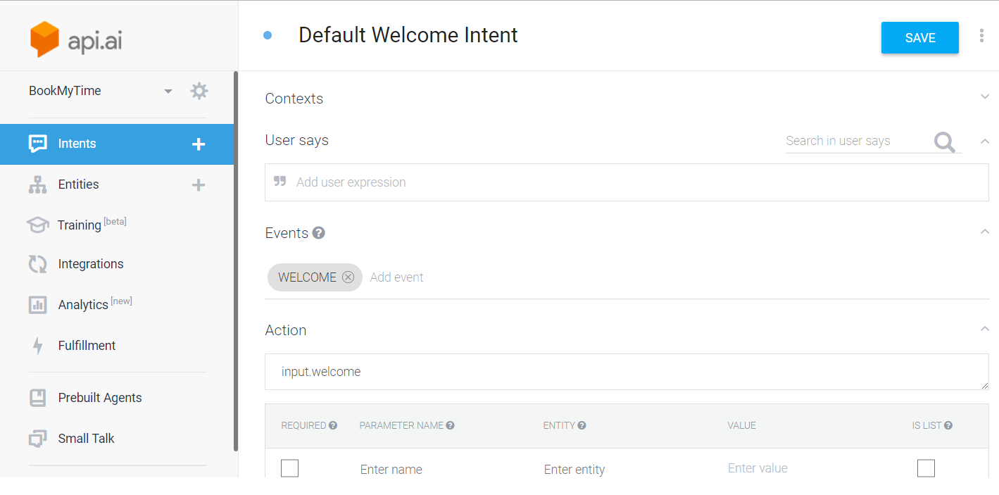 api.ai
Default Welcome Intent
SAVE
BookMyTime
Intents
Entities
Training [beta]
Integrations
Analytics [new]
Fulfillment
Prebuilt Agents
Small Talk
Contexts
User says
Search in user says
Add user expression
Events
WELCOME Add event
Action
input.welcome
REQUIRED PARAMETER NAME ENTITY VALUE IS LIST
Enter name Enter entity Enter value